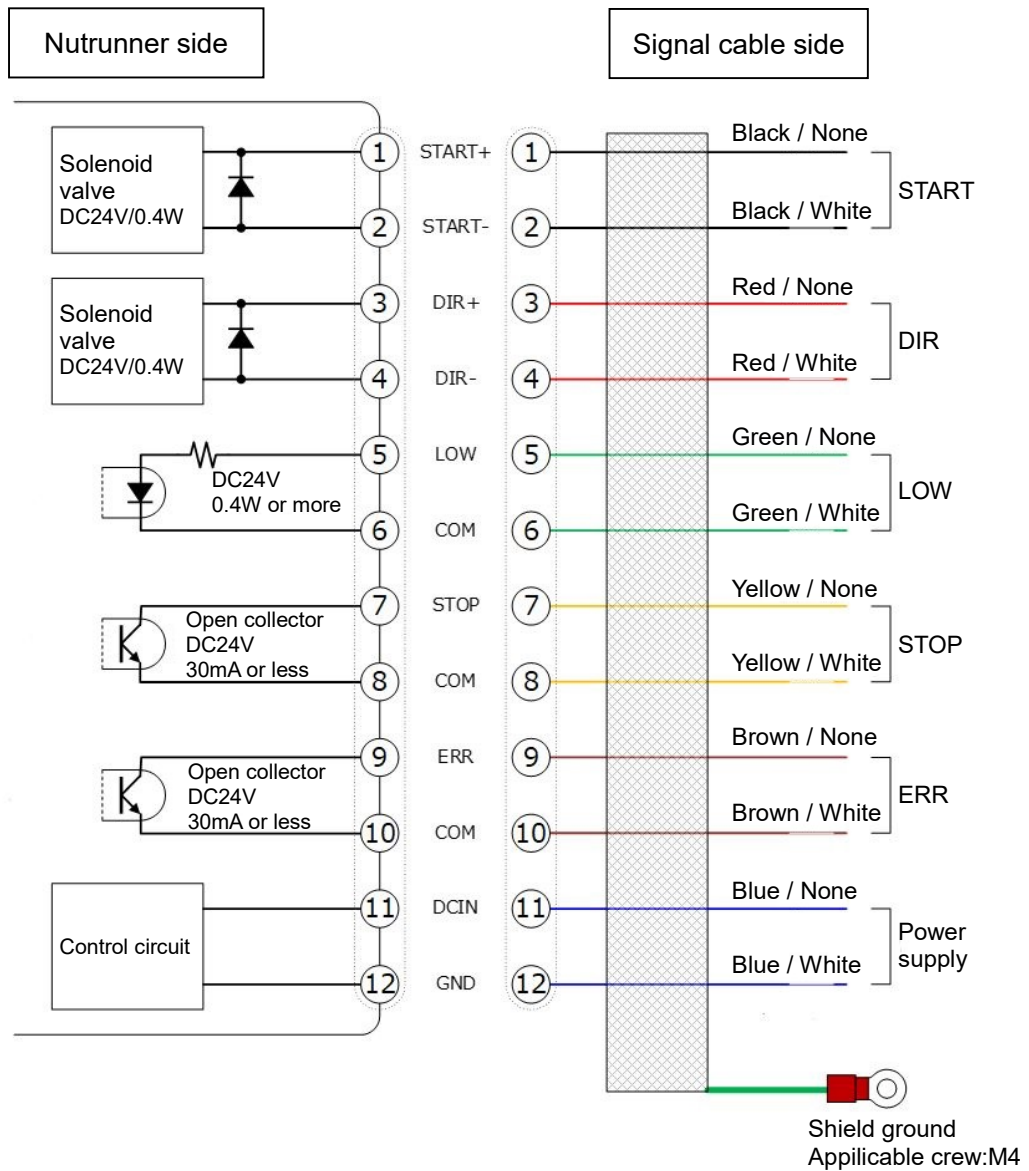 Nutrunner side
Signal cable side
Solenoid
valve
DC24V/0.4W
1
START+
1
Black / None
START
2
START-
2
Black / White
Solenoid
valve
DC24V/0.4W
3
DIR+
3
Red / None
DIR
4
DIR-
4
Red / White
DC24V
0.4W or more
5
LOW
5
Green / None
LOW
6
COM
6
Green / White
Open collector
DC24V
30mA or less
7
STOP
7
Yellow / None
STOP
8
COM
8
Yellow / White
Open collector
DC24V
30mA or less
9
ERR
9
Brown / None
ERR
10
COM
10
Brown / White
Control circuit
11
DCIN
11
Blue / None
Power
supply
12
GND
12
Blue / White
Shield ground
Appilicable crew:M4